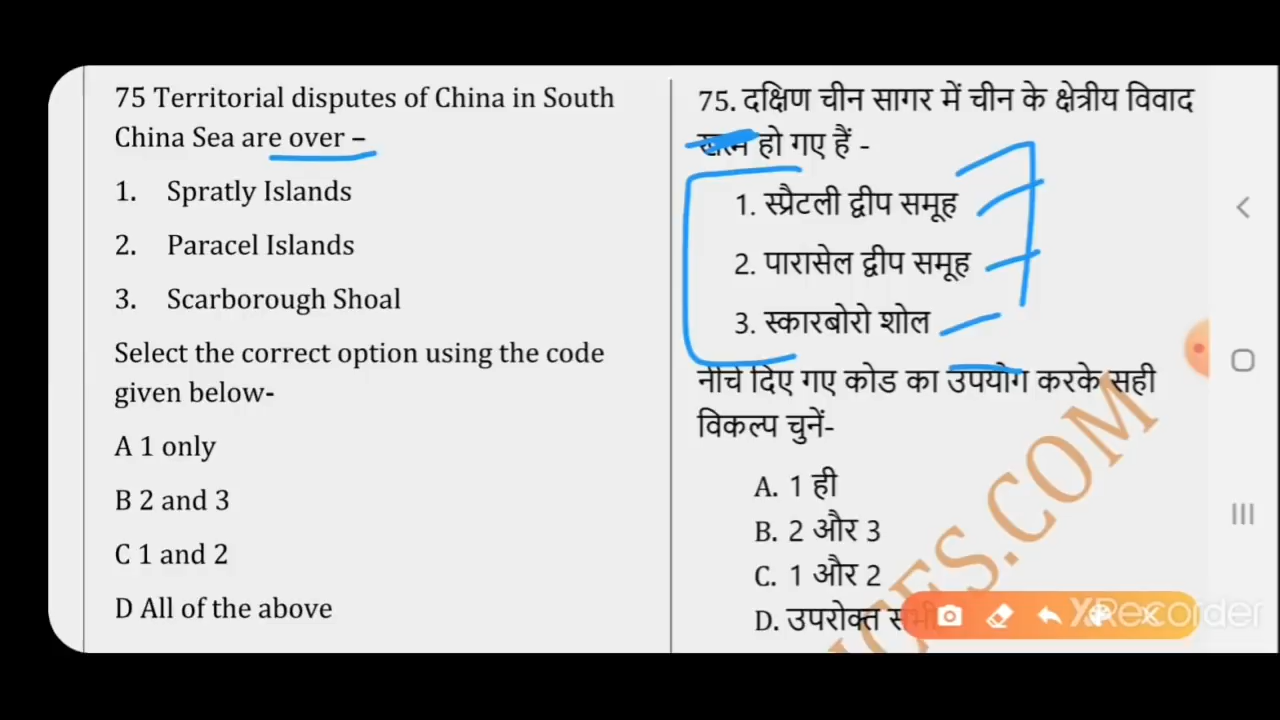 75 Territorial disputes of China in South
China Sea are over –
1. Spratly Islands
2. Paracel Islands
3. Scarborough Shoal
Select the correct option using the code
given below-
A 1 only
B 2 and 3
C 1 and 2
D All of the above
75. दक्षिण चीन सागर में चीन के क्षेत्रीय विवाद
खत्म हो गए हैं -
1. स्प्रैटली द्वीप समूह
2. पारासेल द्वीप समूह
3. स्कारबोरो शोल
नीचे दिए गए कोड का उपयोग करके सही
विकल्प चुनें-
A. 1 ही
B. 2 और 3
C. 1 और 2
D. उपरोक्त सभी
XRecorder